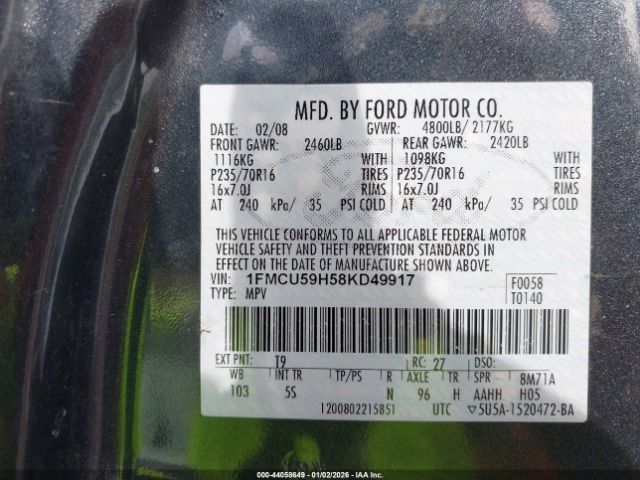 MFD. BY FORD MOTOR CO.
DATE: 02/08 GVWR: 4800LB/ 2177KG
FRONT GAWR: 2460LB REAR GAWR: 2420LB
1116KG WITH 1098KG WITH
P235/70R16 TIRES P235/70R16 TIRES
16x7.0J RIMS 16x7.0J RIMS
AT 240 kPa/ 35 PSI COLD AT 240 kPa/ 35 PSI COLD
THIS VEHICLE CONFORMS TO ALL APPLICABLE FEDERAL MOTOR
VEHICLE SAFETY AND THEFT PREVENTION STANDARDS IN
EFFECT ON THE DATE OF MANUFACTURE SHOWN ABOVE.
VIN: 1FMCU59H58KD49917 F0058
TYPE: MPV T0140
EXT PNT: T9 RC: 27 DSO:
WB INT TR TP/PS R AXLE TR SPR 8M71A
103 5S N 96 H AAHH H05
1200802215851 UTC ▽5U5A-1520472-BA
000-44058649 - 01/02/2026 - IAA Inc.